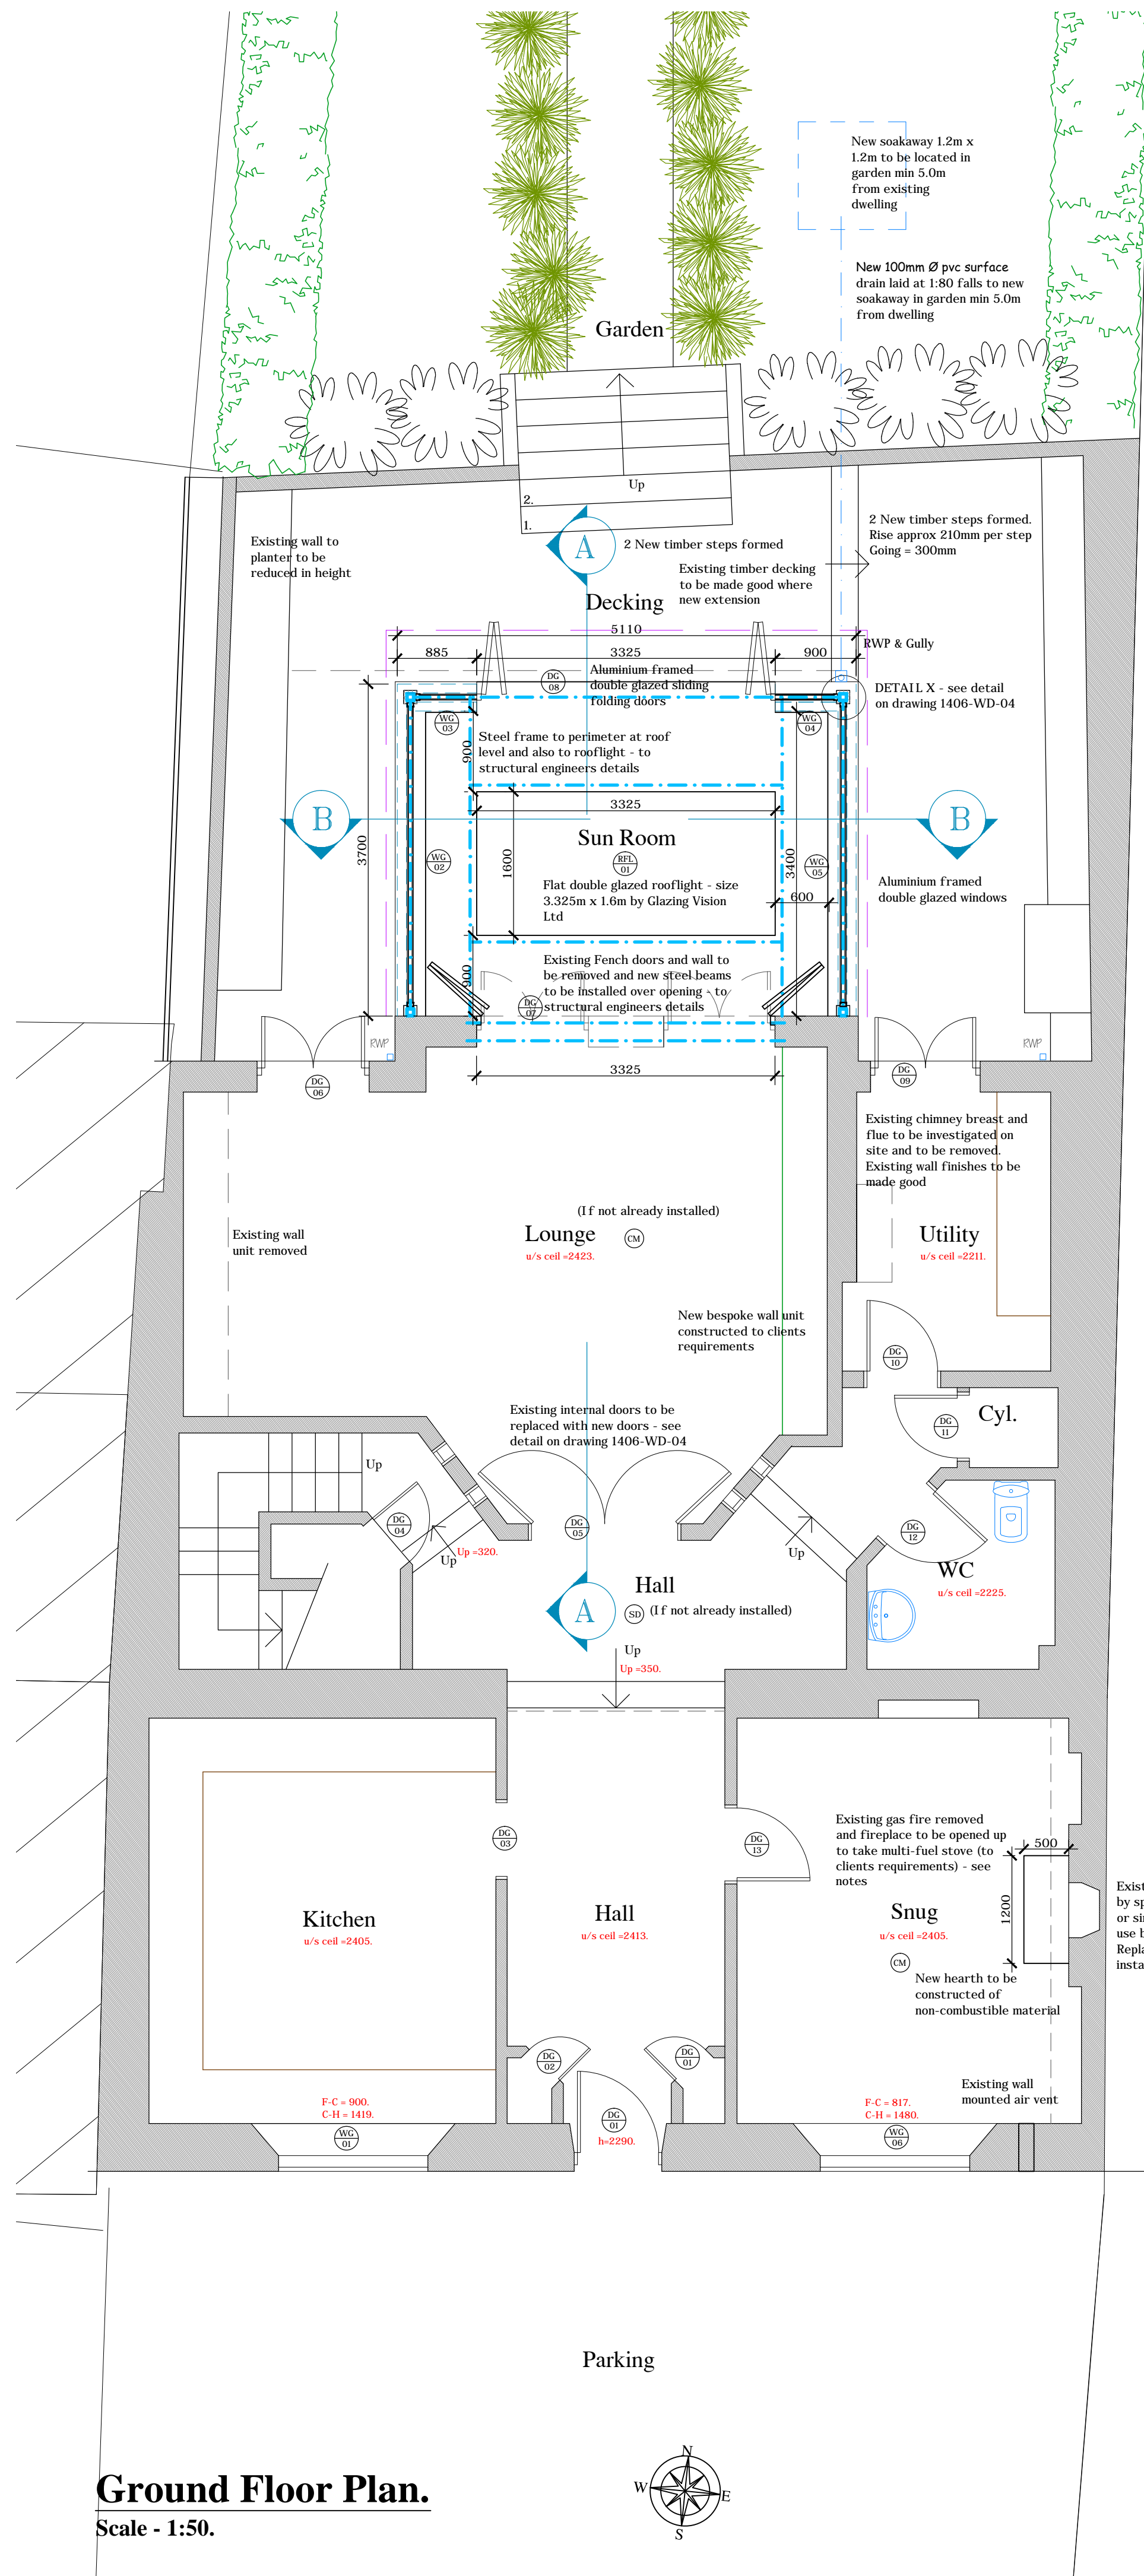 New soakaway 1.2m x
1.2m to be located in
garden min 5.0m
from existing
dwelling
New 100mm Ø pvc surface
drain laid at 1:80 falls to new
soakaway in garden min 5.0m
from dwelling
Garden
Up
2.
1.
A
2 New timber steps formed
2 New timber steps formed.
Rise approx 210mm per step
Going = 300mm
Existing wall to
planter to be
reduced in height
Existing timber decking
to be made good where
new extension
Decking
5110
RWP & Gully
885
3325
900
DG
08
Aluminium framed
double glazed sliding
folding doors
DETAIL X - see detail
on drawing 1406-WD-04
WG
03
WG
04
900
Steel frame to perimeter at roof
level and also to rooflight - to
structural engineers details
3325
B
B
Sun Room
3700
1600
3400
WG
02
RFL
01
WG
05
Flat double glazed rooflight - size
3.325m x 1.6m by Glazing Vision
Ltd
600
Aluminium framed
double glazed windows
900
Existing Fench doors and wall to
be removed and new steel beams
to be installed over opening - to
structural engineers details
DG
07
RWP
RWP
3325
DG
06
DG
09
Existing chimney breast and
flue to be investigated on
site and to be removed.
Existing wall finishes to be
made good
(If not already installed)
Existing wall
unit removed
Lounge
CM
u/s ceil =2423.
Utility
u/s ceil =2211.
New bespoke wall unit
constructed to clients
requirements
DG
10
Existing internal doors to be
replaced with new doors - see
detail on drawing 1406-WD-04
DG
11
Cyl.
Up
DG
04
DG
05
DG
12
Up =320.
Up
Up
WC
u/s ceil =2225.
Hall
A
SD
(If not already installed)
Up
Up =350.
Existing gas fire removed
and fireplace to be opened up
to take multi-fuel stove (to
clients requirements) - see
notes
DG
03
DG
13
500
1200
Kitchen
u/s ceil =2405.
Hall
u/s ceil =2413.
Snug
u/s ceil =2405.
CM
New hearth to be
constructed of
non-combustible material
DG
02
DG
01
Existing wall
mounted air vent
F-C = 900.
C-H = 1419.
WG
01
DG
01
h=2290.
F-C = 817.
C-H = 1480.
WG
06
Parking
Ground Floor Plan.
Scale - 1:50.
N
W
E
S